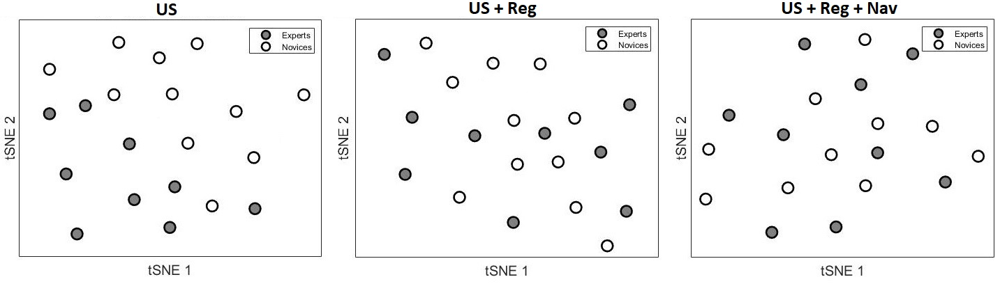 US
Experts
Novices
tSNE 2
tSNE 1
US + Reg
Experts
Novices
tSNE 2
tSNE 1
US + Reg + Nav
Experts
Novices
tSNE 2
tSNE 1